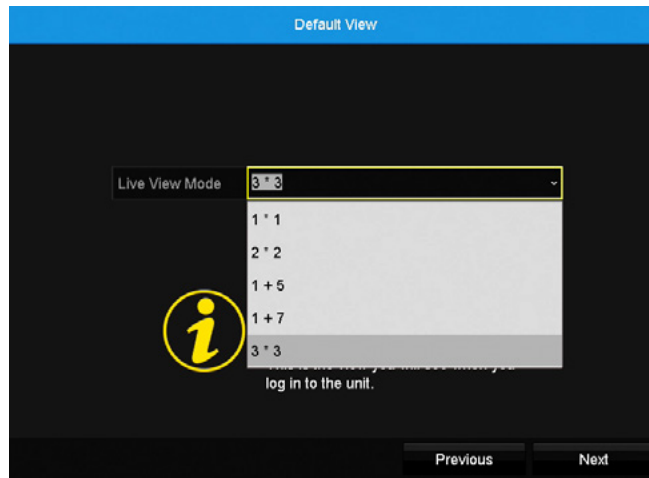 Default View
Live View Mode
3 * 3
1 * 1
2 * 2
1 + 5
1 + 7
3 * 3
log in to the unit.
Previous
Next